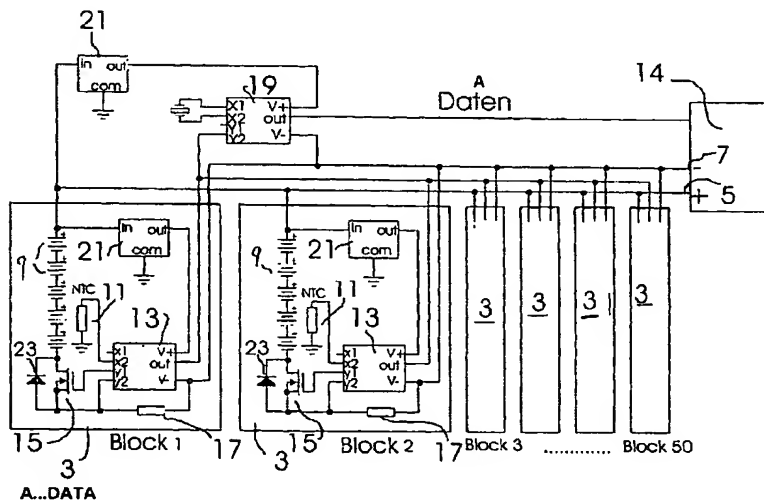 21
in out
com
19
X1 V+
X2 out
Y1
Y2 V-
A
Daten
14
7
-
5
+
in out
21 com
9
NTC
11
13
X1 V+
X2 out
Y1
Y2 V-
23
15
17
3
Block 1
in out
21 com
9
NTC
11
13
X1 V+
X2 out
Y1
Y2 V-
23
15
17
3
Block 2
3 3 3 3
Block 3 ............. Block 50
A...DATA